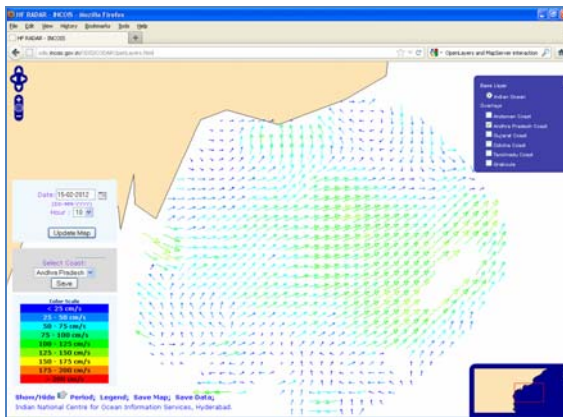 HF RADAR - INCOIS - Mozilla Firefox
File Edit View History Bookmarks Tools Help
HF RADAR - INCOIS
OpenLayers and MapServer interaction
Base Layer
Indian Ocean
Overlays
Andaman Coast
Andhra Pradesh Coast
Gujarat Coast
Odisha Coast
Tamilnadu Coast
Graticule
Date: 15-02-2012
(DD-MM-YYYY)
Hour : 10
Update Map
Select Coast:
Andhra Pradesh
Save
Color Scale
< 25 cm/s
25 - 50 cm/s
50 - 75 cm/s
75 - 100 cm/s
100 - 125 cm/s
125 - 150 cm/s
150 - 175 cm/s
175 - 200 cm/s
Show/Hide Period; Legend; Save Map; Save Data;
Indian National Centre for Ocean Information Services, Hyderabad.